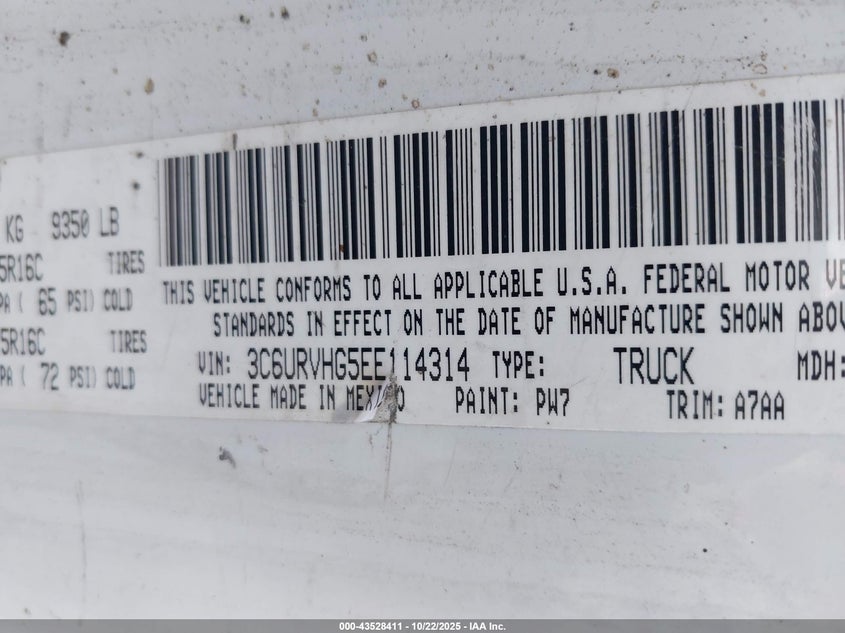 KG 9350 LB
5R16C TIRES
PA ( 65 PSI) COLD
5R16C TIRES
PA ( 72 PSI) COLD
THIS VEHICLE CONFORMS TO ALL APPLICABLE U.S.A. FEDERAL MOTOR VE
STANDARDS IN EFFECT ON THE DATE OF MANUFACTURE SHOWN ABOV
VIN: 3C6URVHG5EE114314 TYPE: TRUCK MDH:
VEHICLE MADE IN MEXICO PAINT: PW7 TRIM: A7AA
000-43528411 - 10/22/2025 - IAA Inc.